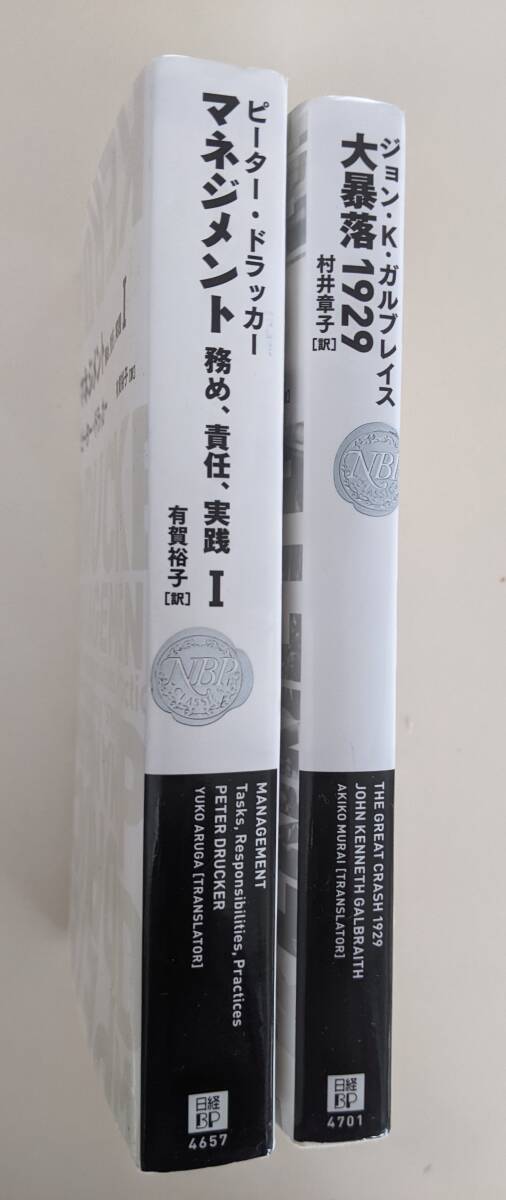 ピーター・ドラッカー
マネジメント 務め、責任、実践 I
有賀裕子[訳]
NBP
CLASSICS
MANAGEMENT
Tasks, Responsibilities, Practices
PETER DRUCKER
YUKO ARUGA [TRANSLATOR]
日経
BP
4657
ジョン・K・ガルブレイス
大暴落1929
村井章子[訳]
NBP
CLASSICS
THE GREAT CRASH 1929
JOHN KENNETH GALBRAITH
AKIKO MURAI [TRANSLATOR]
日経
BP
4701